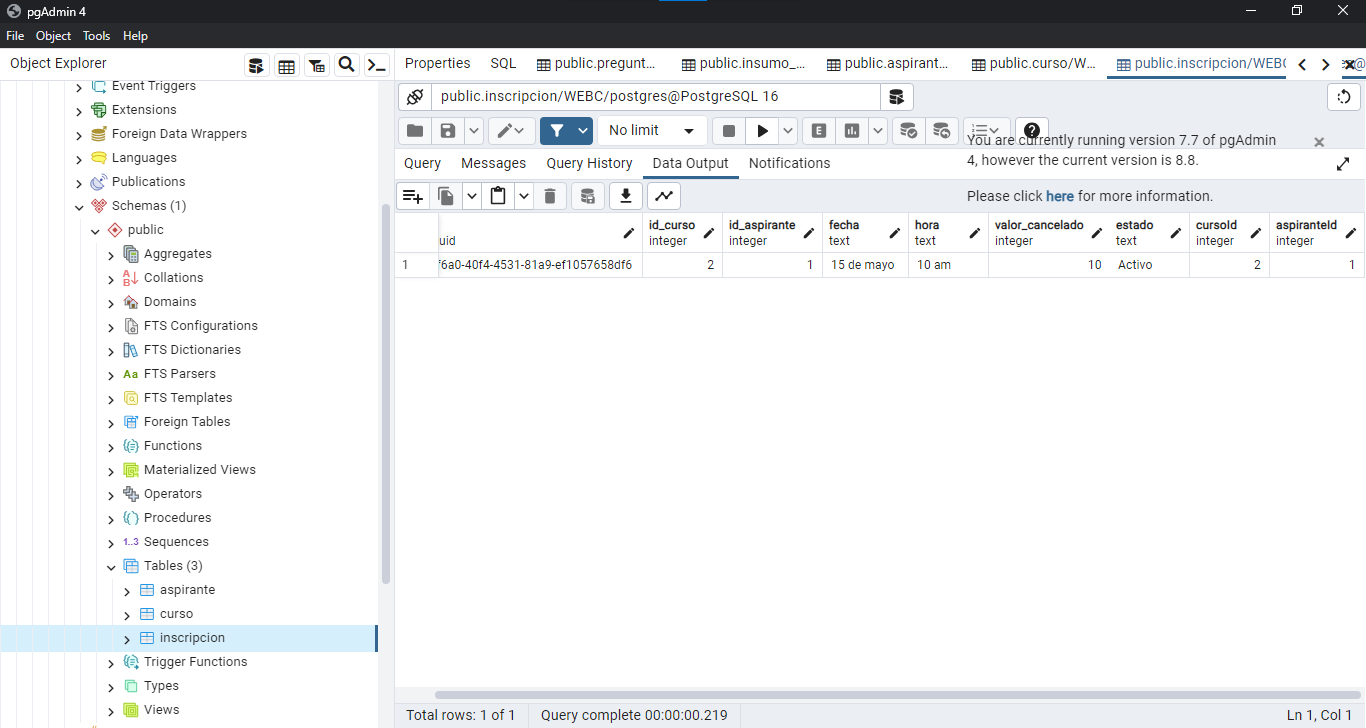 pgAdmin 4
File Object Tools Help
Object Explorer
Properties SQL public.pregunt... public.insumo_... public.aspirant... public.curso/W... public.inscripcion/WEBC
public.inscripcion/WEBC/postgres@PostgreSQL 16
No limit
E
You are currently running version 7.7 of pgAdmin
4, however the current version is 8.8.
Please click here for more information.
Query Messages Query History Data Output Notifications
uid id_curso integer id_aspirante integer fecha text hora text valor_cancelado integer estado text cursoId integer aspiranteId integer
1 f6a0-40f4-4531-81a9-ef1057658df6 2 1 15 de mayo 10 am 10 Activo 2 1
Event Triggers
Extensions
Foreign Data Wrappers
Languages
Publications
Schemas (1)
public
Aggregates
Collations
Domains
FTS Configurations
FTS Dictionaries
Aa FTS Parsers
FTS Templates
Foreign Tables
Functions
Materialized Views
Operators
Procedures
1..3 Sequences
Tables (3)
aspirante
curso
inscripcion
Trigger Functions
Types
Views
Total rows: 1 of 1 Query complete 00:00:00.219 Ln 1, Col 1